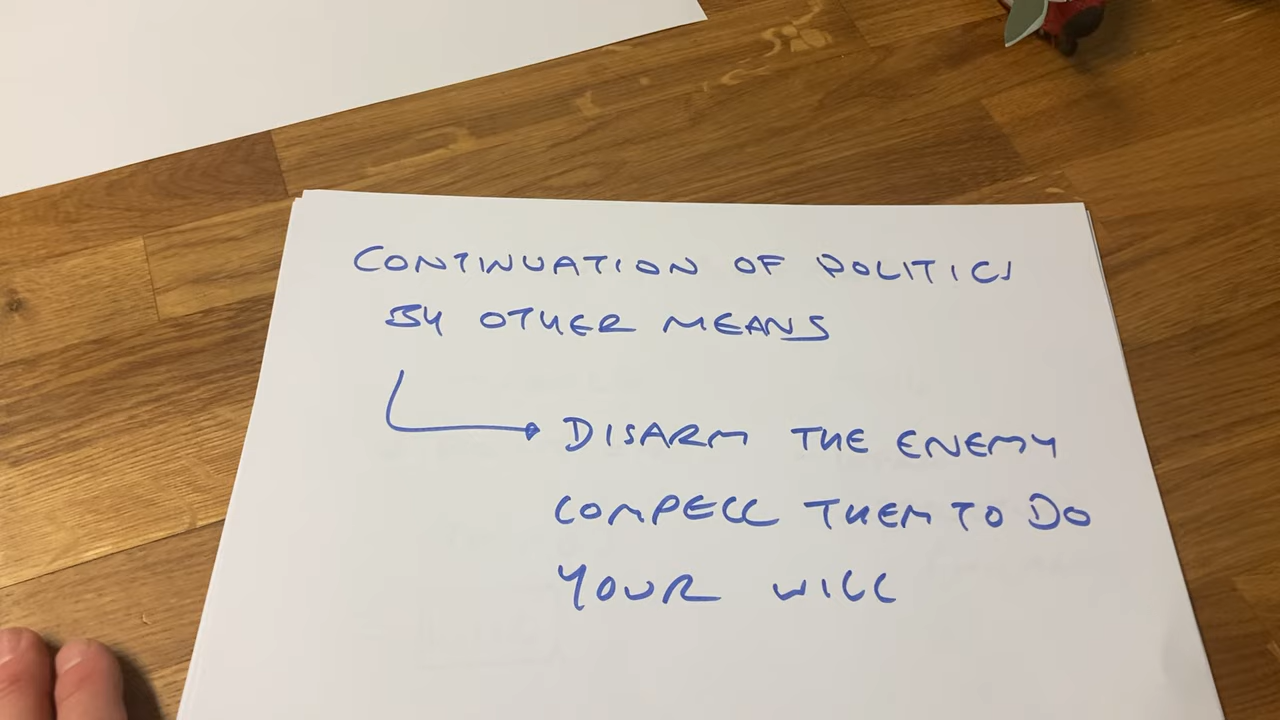 CONTINUATION OF POLITICS
BY OTHER MEANS
DISARM THE ENEMY
COMPELL THEM TO DO
YOUR WILL